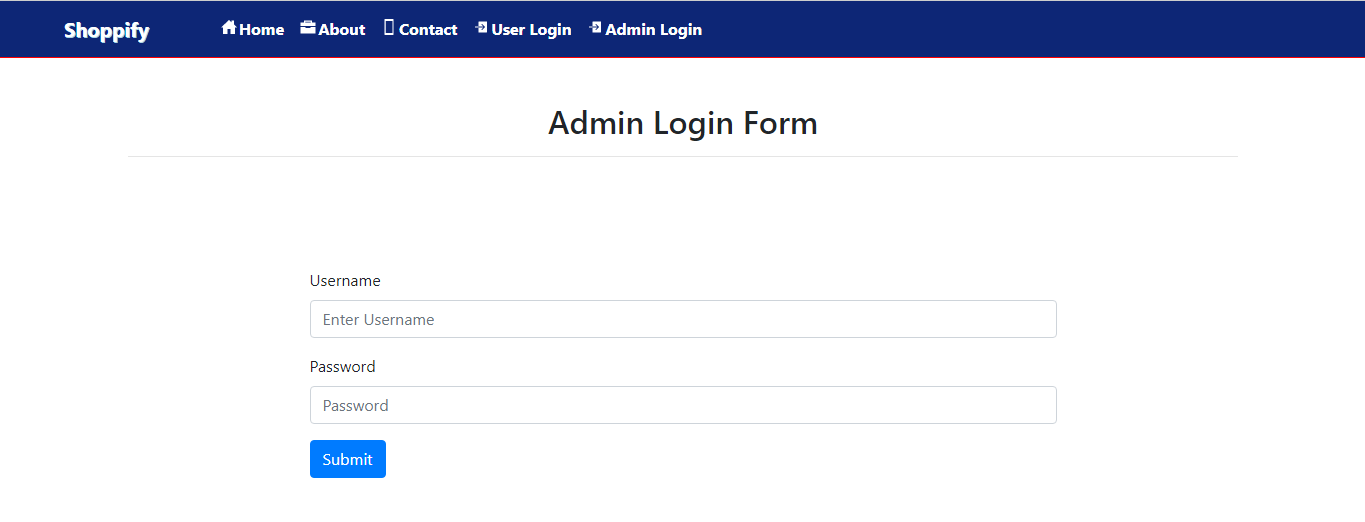 Shoppify Home About Contact User Login Admin Login
Admin Login Form
Username
Enter Username
Password
Password
Submit